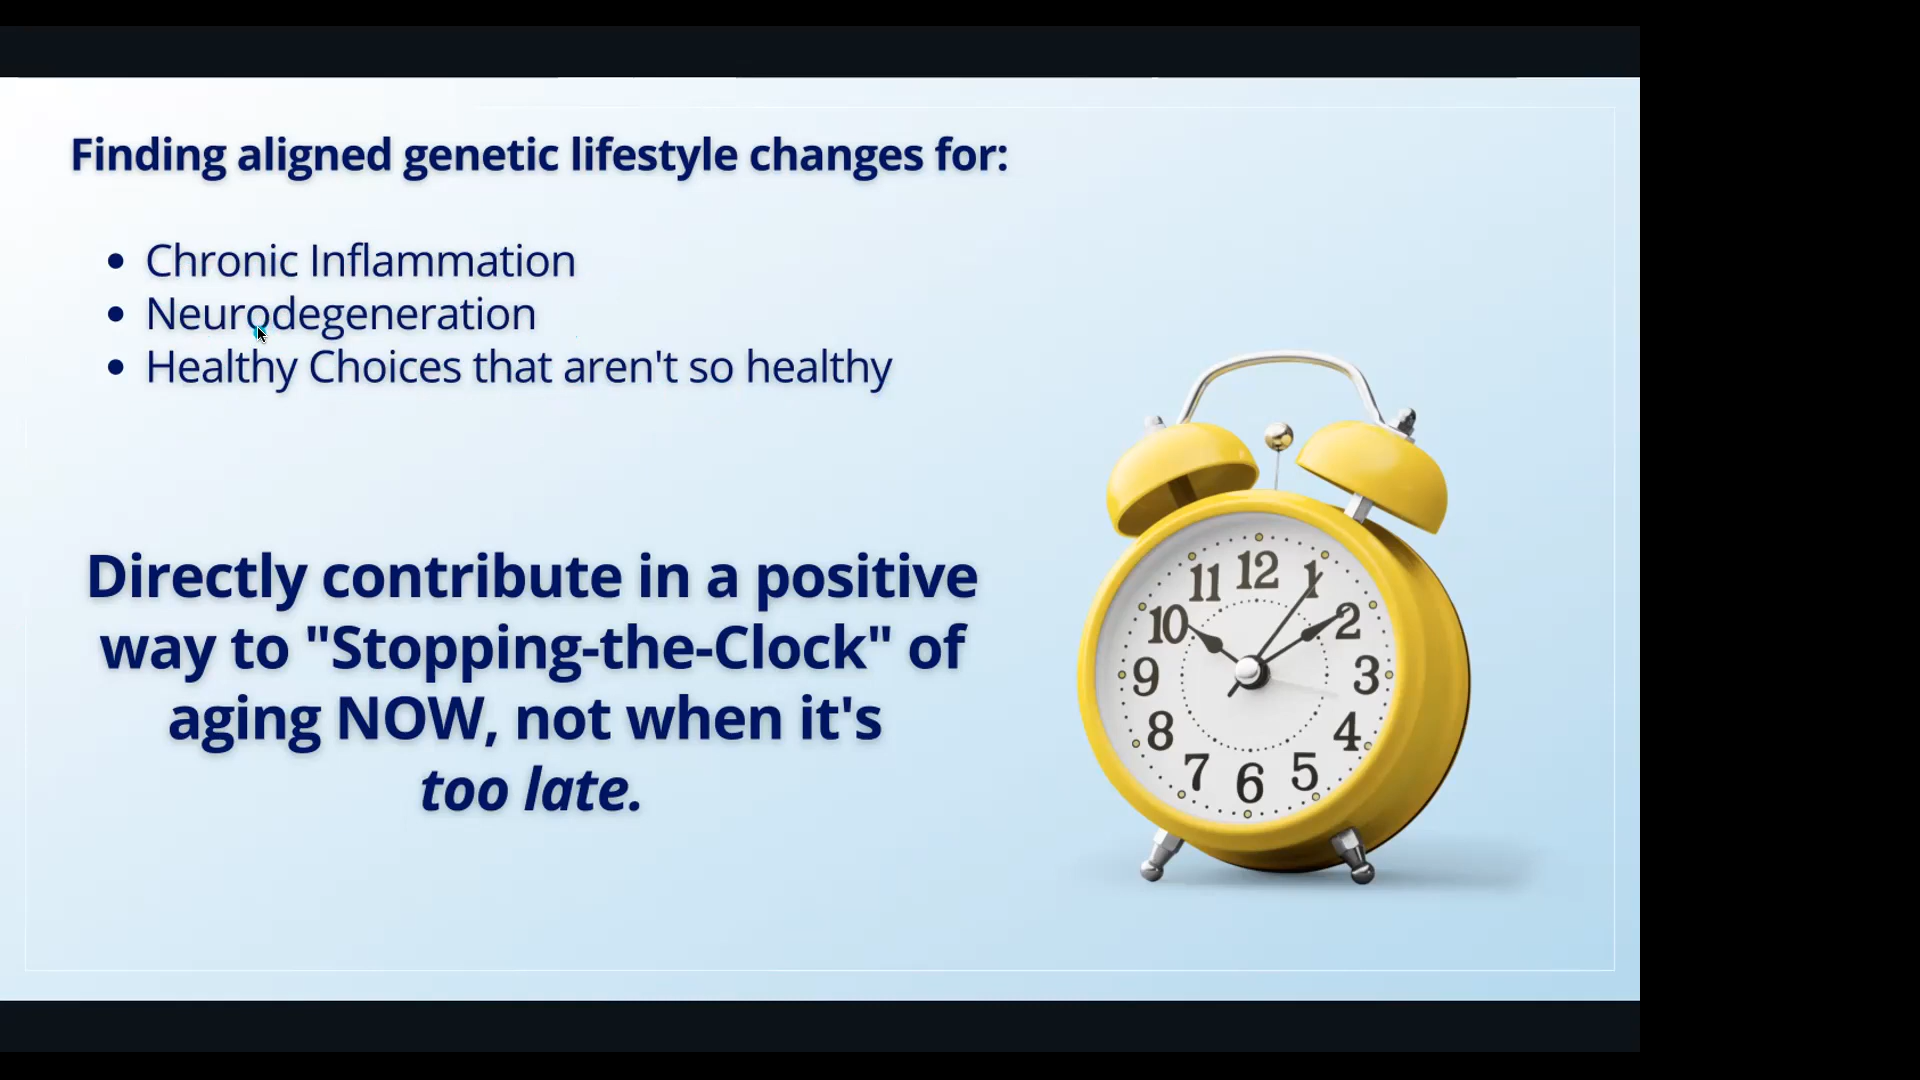 Finding aligned genetic lifestyle changes for:
• Chronic Inflammation
• Neurodegeneration
• Healthy Choices that aren't so healthy
Directly contribute in a positive
way to "Stopping-the-Clock" of
aging NOW, not when it's
too late.
12
1
2
3
4
5
6
7
8
9
10
11